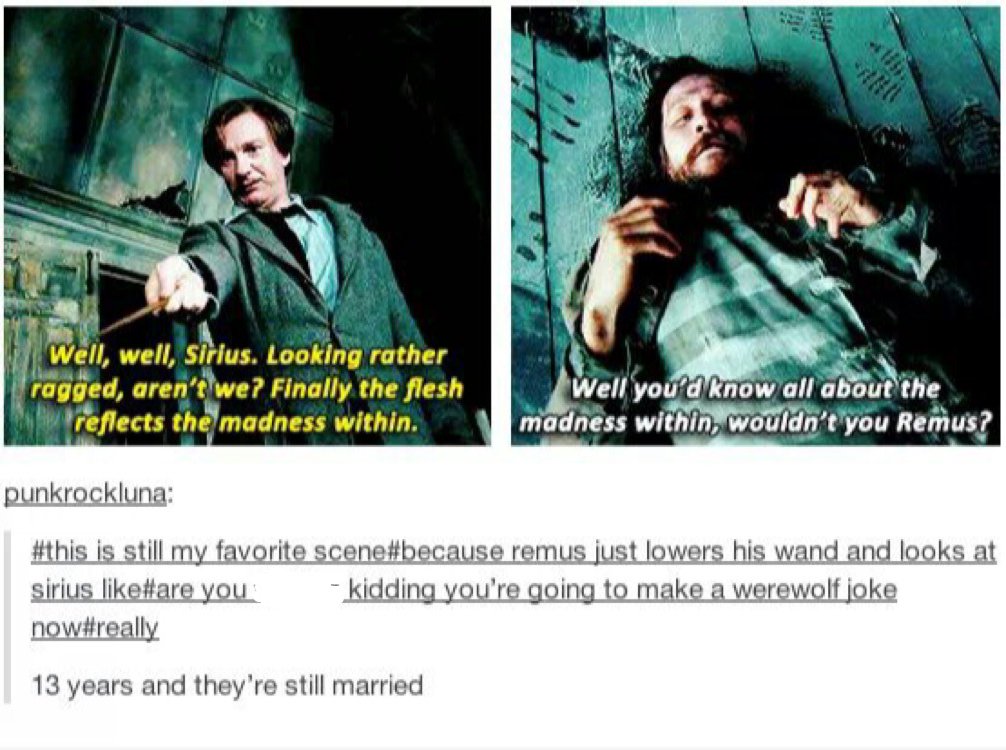 Well, well, Sirius. Looking rather
ragged, aren't we? Finally the flesh
reflects the madness within.
Well you'd know all about the
madness within, wouldn't you Remus?
punkrockluna:
#this is still my favorite scene#because remus just lowers his wand and looks at
sirius like#are you kidding you're going to make a werewolf joke
now#really
13 years and they're still married